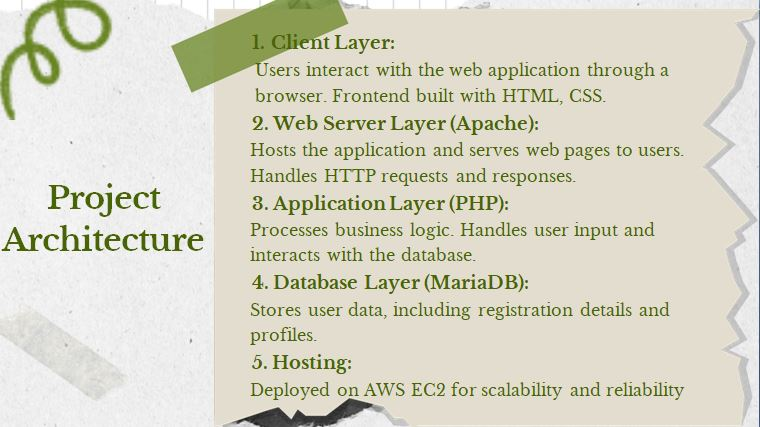 Project
Architecture
1. Client Layer:
Users interact with the web application through a
browser. Frontend built with HTML, CSS.
2. Web Server Layer (Apache):
Hosts the application and serves web pages to users.
Handles HTTP requests and responses.
3. Application Layer (PHP):
Processes business logic. Handles user input and
interacts with the database.
4. Database Layer (MariaDB):
Stores user data, including registration details and
profiles.
5. Hosting:
Deployed on AWS EC2 for scalability and reliability